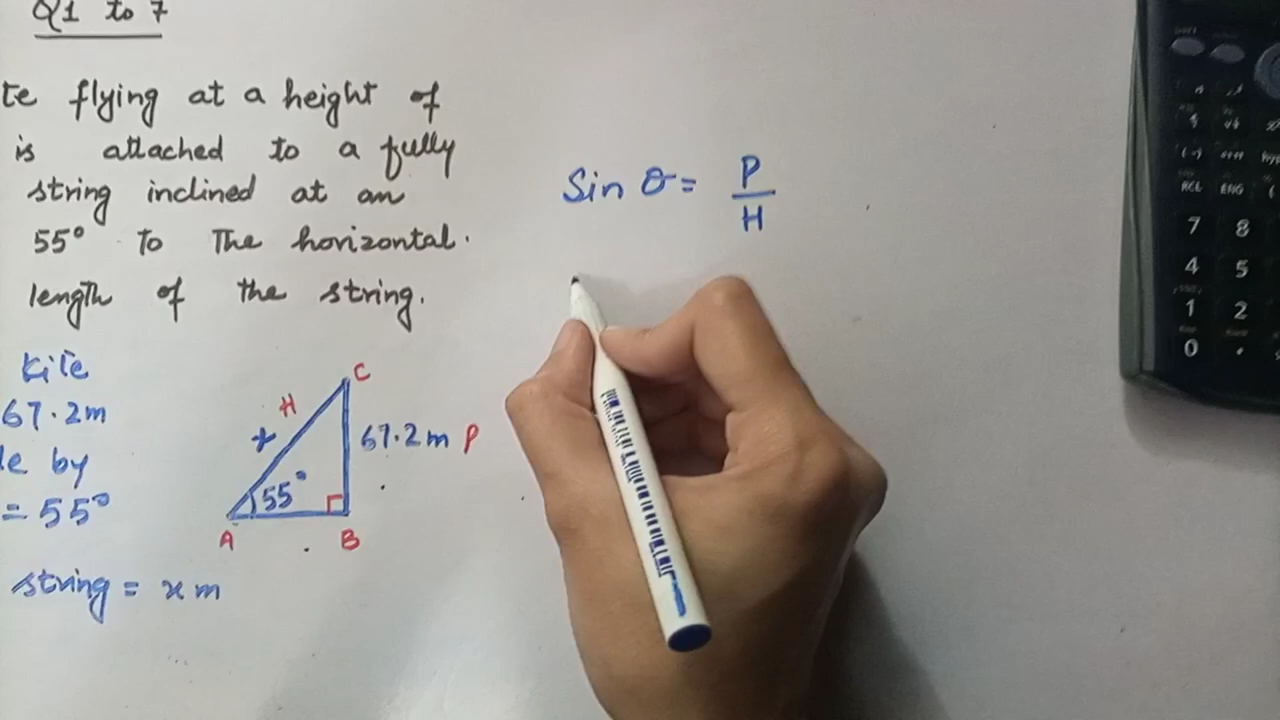 Q1 to 7
te flying at a height of
is attached to a fully
string inclined at an
55° To The horizontal.
length of the string.
Kite
67.2m
le by
= 55°
string = x m
C
H
x
67.2m P
55°
A
B
Sin θ = P/H
RCL ENG (
7 8
4 5
1 2
0 .